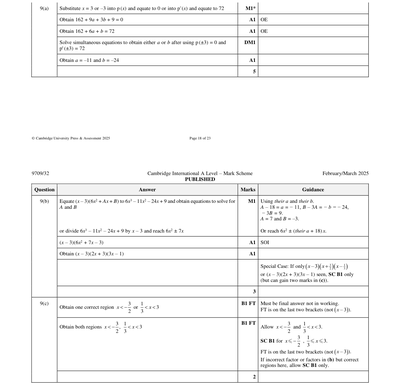 9(a) Substitute x = 3 or −3 into p(x) and equate to 0 or into p′(x) and equate to 72 M1*
Obtain 162 + 9a + 3b + 9 = 0 A1 OE
Obtain 162 + 6a + b = 72 A1 OE
Solve simultaneous equations to obtain either a or b after using p(±3) = 0 and DM1
p′(±3) = 72
Obtain a = −11 and b = −24 A1
5
© Cambridge University Press & Assessment 2025 Page 18 of 23
9709/32 Cambridge International A Level – Mark Scheme February/March 2025
PUBLISHED
Question Answer Marks Guidance
9(b) Equate (x − 3)(6x² + Ax + B) to 6x³ − 11x² − 24x + 9 and obtain equations to solve for M1 Using their a and their b.
A and B A − 18 = a = − 11, B − 3A = − b = − 24,
− 3B = 9.
A = 7 and B = −3.
or divide 6x³ − 11x² − 24x + 9 by x − 3 and reach 6x² ± 7x Or reach 6x² ± (their a + 18)x.
(x − 3)(6x² + 7x − 3) A1 SOI
Obtain (x − 3)(2x + 3)(3x − 1) A1
Special Case: If only (x − 3)(x + 3/2)(x − 1/3)
or (x − 3)(2x + 3)(3x − 1) seen, SC B1 only
(but can gain two marks in (c)).
3
9(c) Obtain one correct region x < − 3/2 or 1/3 < x < 3 B1 FT Must be final answer not in working.
FT is on the last two brackets (not (x − 3)).
Obtain both regions x < − 3/2, 1/3 < x < 3 B1 FT Allow x < − 3/2 and 1/3 < x < 3.
SC B1 for x ⩽ − 3/2, 1/3 ⩽ x ⩽ 3.
FT is on the last two brackets (not (x − 3)).
If incorrect factor or factors in (b) but correct
regions here, allow SC B1 only.
2